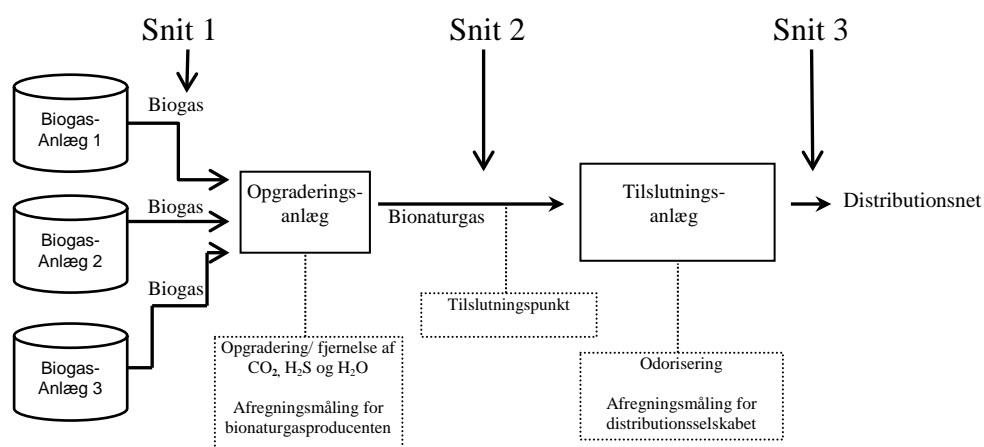 Snit 1
Snit 2
Snit 3
Biogas
Biogas-
Anlæg 1
Opgraderings-
anlæg
Tilslutnings-
anlæg
Distributionsnet
Biogas
Bionaturgas
Biogas-
Anlæg 2
Biogas
Tilslutningspunkt
Biogas-
Anlæg 3
Opgradering/ fjernelse af
CO₂, H₂S og H₂O
Afregningsmåling for
bionaturgasproducenten
Odorisering
Afregningsmåling for
distributionsselskabet